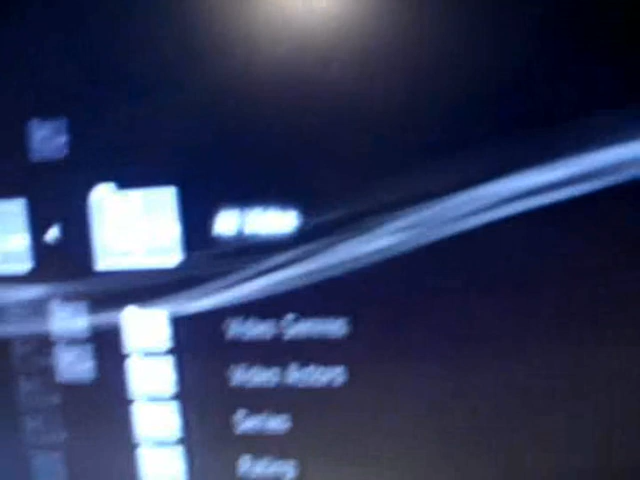 All Video
Video Genres
Video Actors
Series
Rating